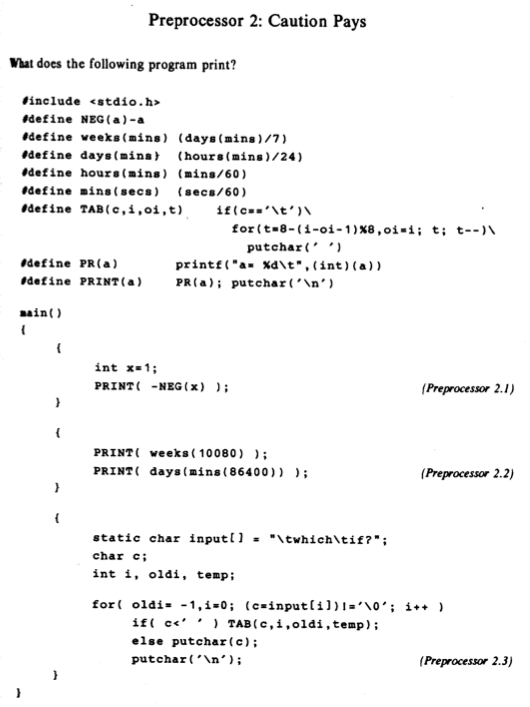 Preprocessor 2: Caution Pays
What does the following program print?
#include <stdio.h>
#define NEG(a)-a
#define weeks(mins) (days(mins)/7)
#define days(mins) (hours(mins)/24)
#define hours(mins) (mins/60)
#define mins(secs) (secs/60)
#define TAB(c,i,oi,t) if(c=='\t')\
for(t=8-(i-oi-1)%8,oi=i; t; t--)\
putchar(' ')
#define PR(a) printf("a= %d\t",(int)(a))
#define PRINT(a) PR(a); putchar('\n')
main()
{
{
int x=1;
PRINT( -NEG(x) ); (Preprocessor 2.1)
}
{
PRINT( weeks(10080) );
PRINT( days(mins(86400)) ); (Preprocessor 2.2)
}
{
static char input[] = "\twhich\tif?";
char c;
int i, oldi, temp;
for( oldi= -1,i=0; (c=input[i])!='\0'; i++ )
if( c<' ' ) TAB(c,i,oldi,temp);
else putchar(c);
putchar('\n'); (Preprocessor 2.3)
}
}